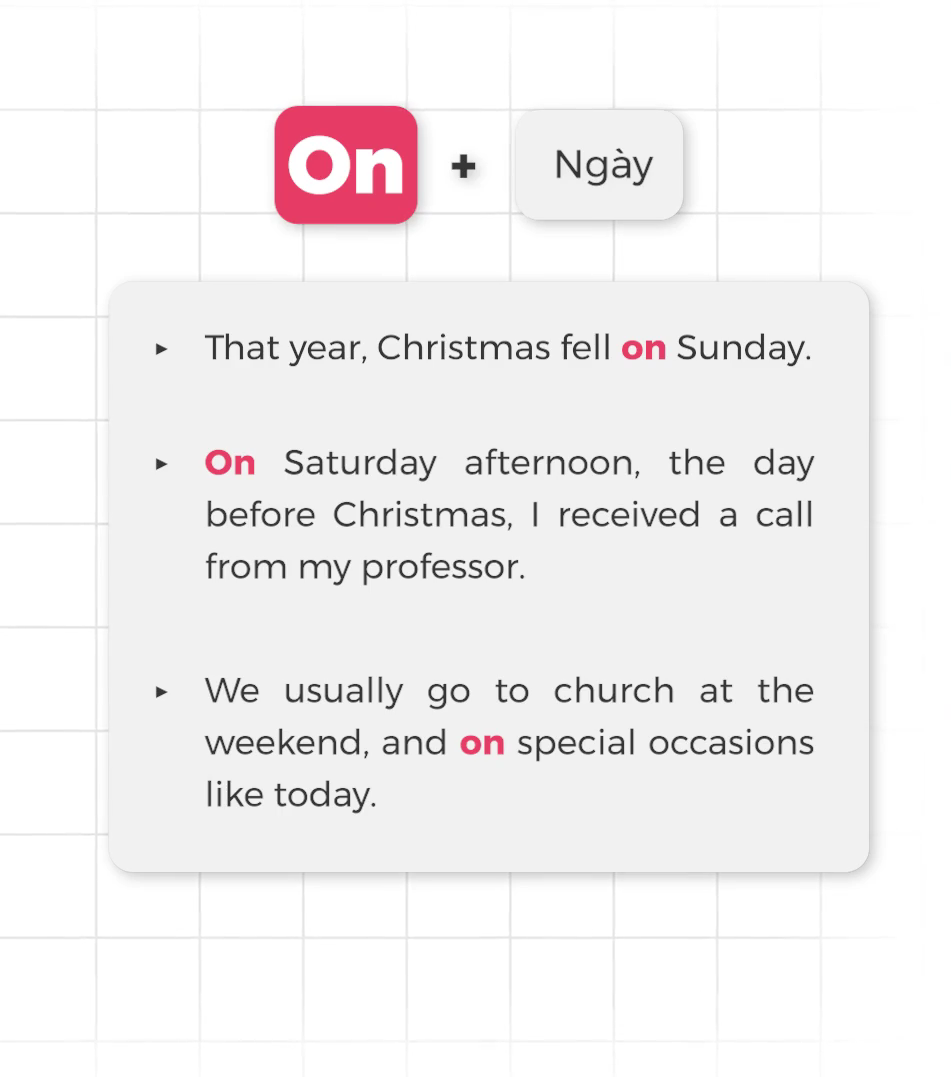 On + Ngày
▸ That year, Christmas fell on Sunday.
▸ On Saturday afternoon, the day
before Christmas, I received a call
from my professor.
▸ We usually go to church at the
weekend, and on special occasions
like today.